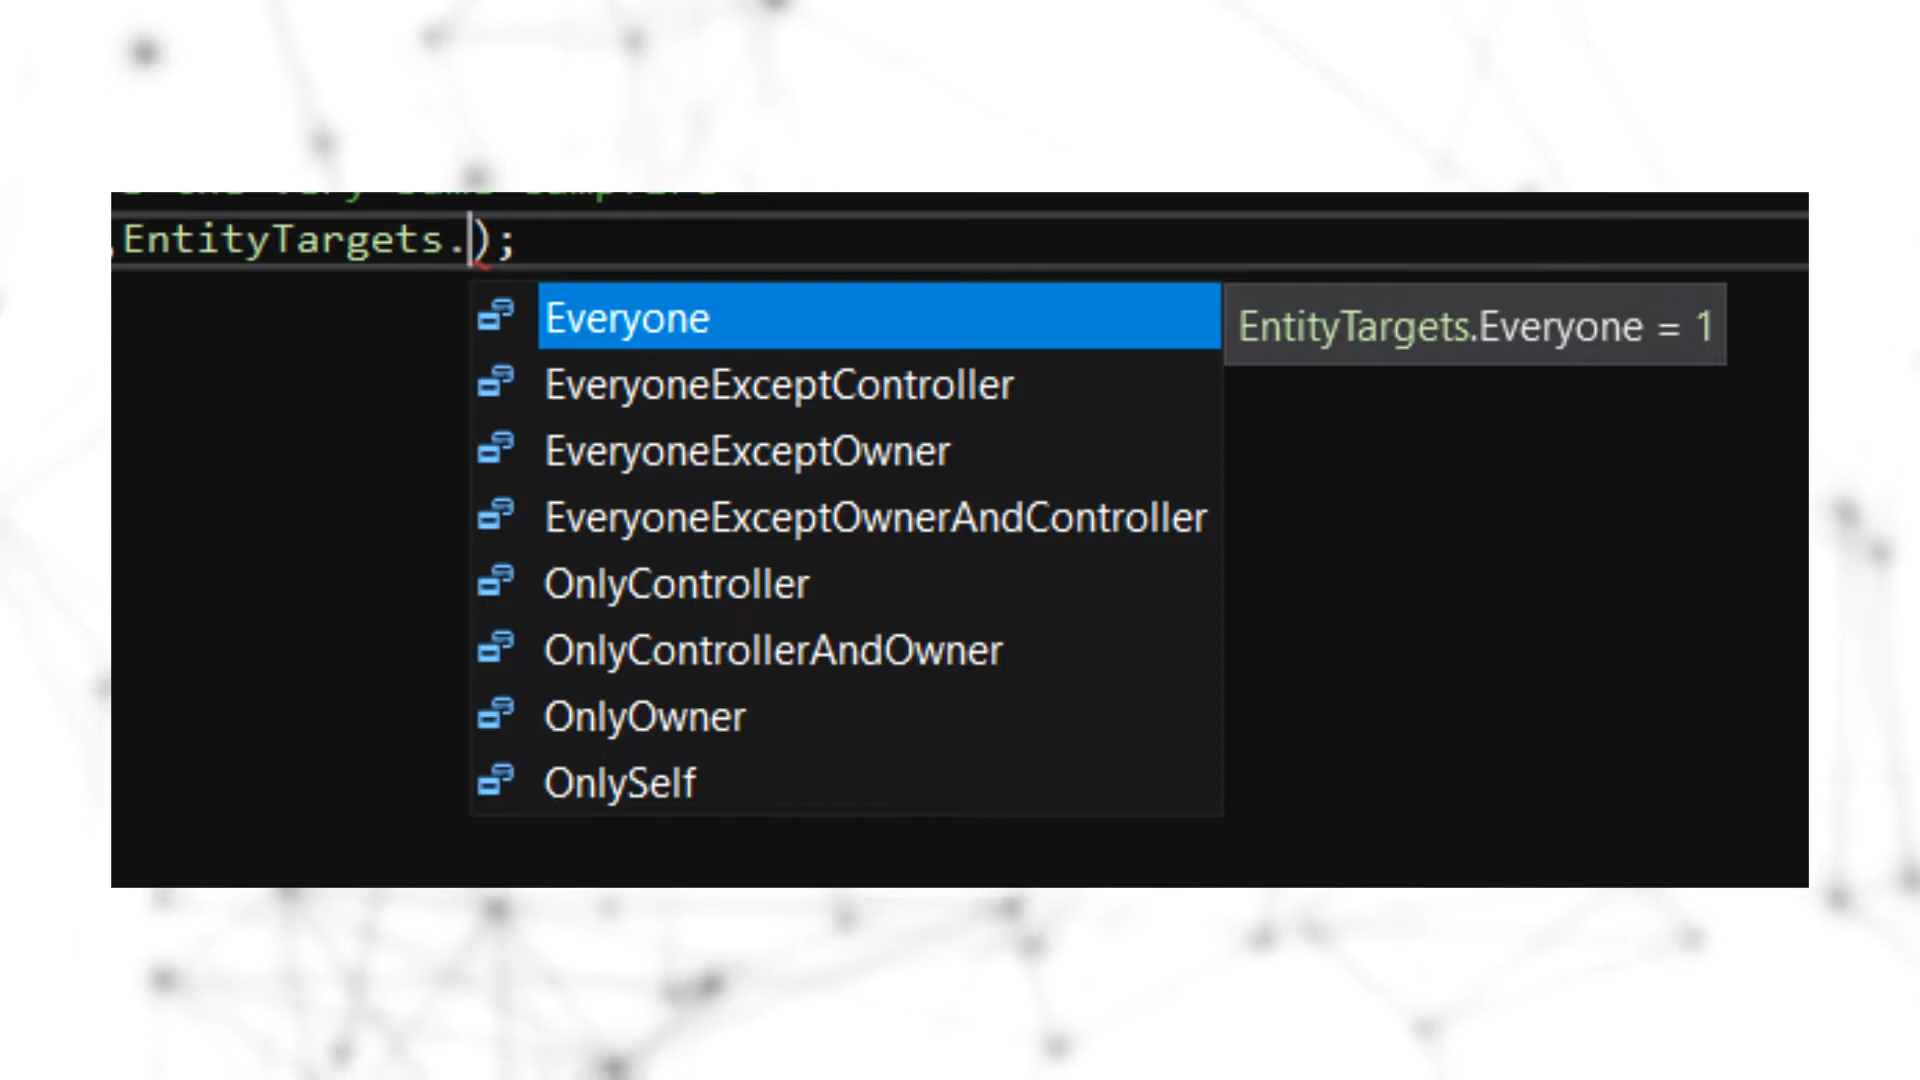 EntityTargets.);
Everyone
EntityTargets.Everyone = 1
EveryoneExceptController
EveryoneExceptOwner
EveryoneExceptOwnerAndController
OnlyController
OnlyControllerAndOwner
OnlyOwner
OnlySelf